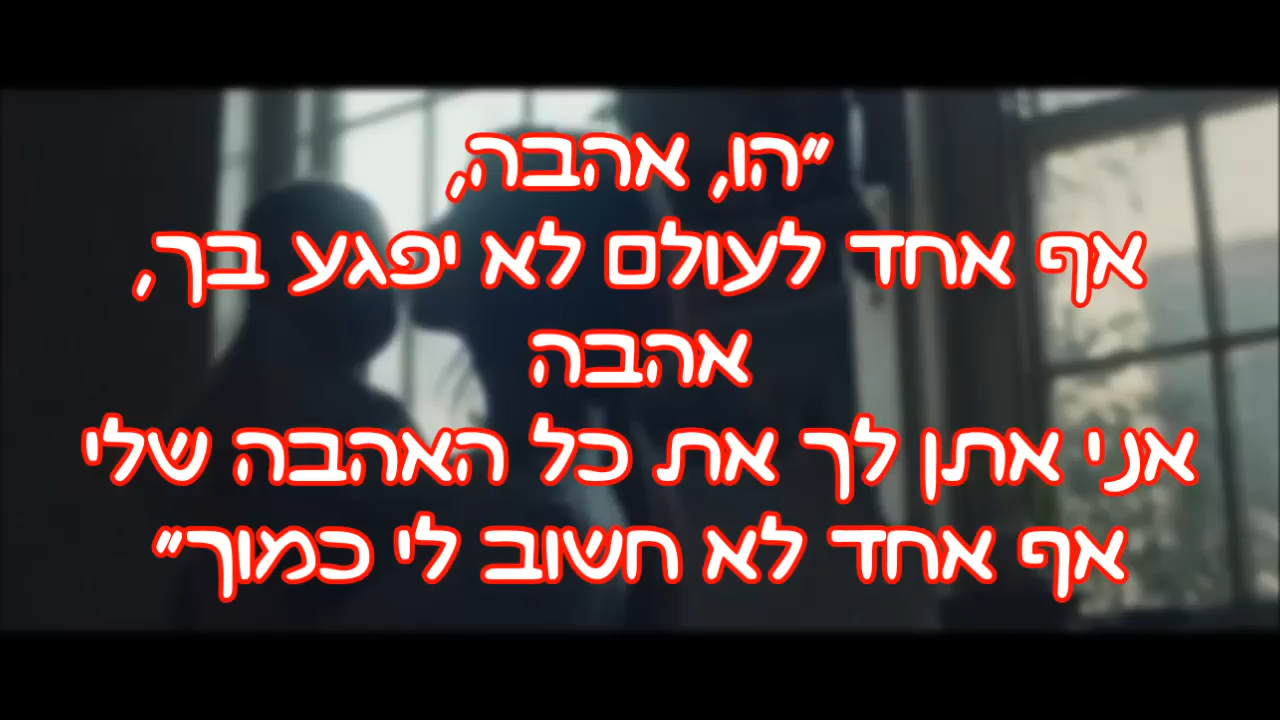 "הו, אהבה,
אף אחד לעולם לא יפגע בך,
אהבה
אני אתן לך את כל האהבה שלי
אף אחד לא חשוב לי כמוך"